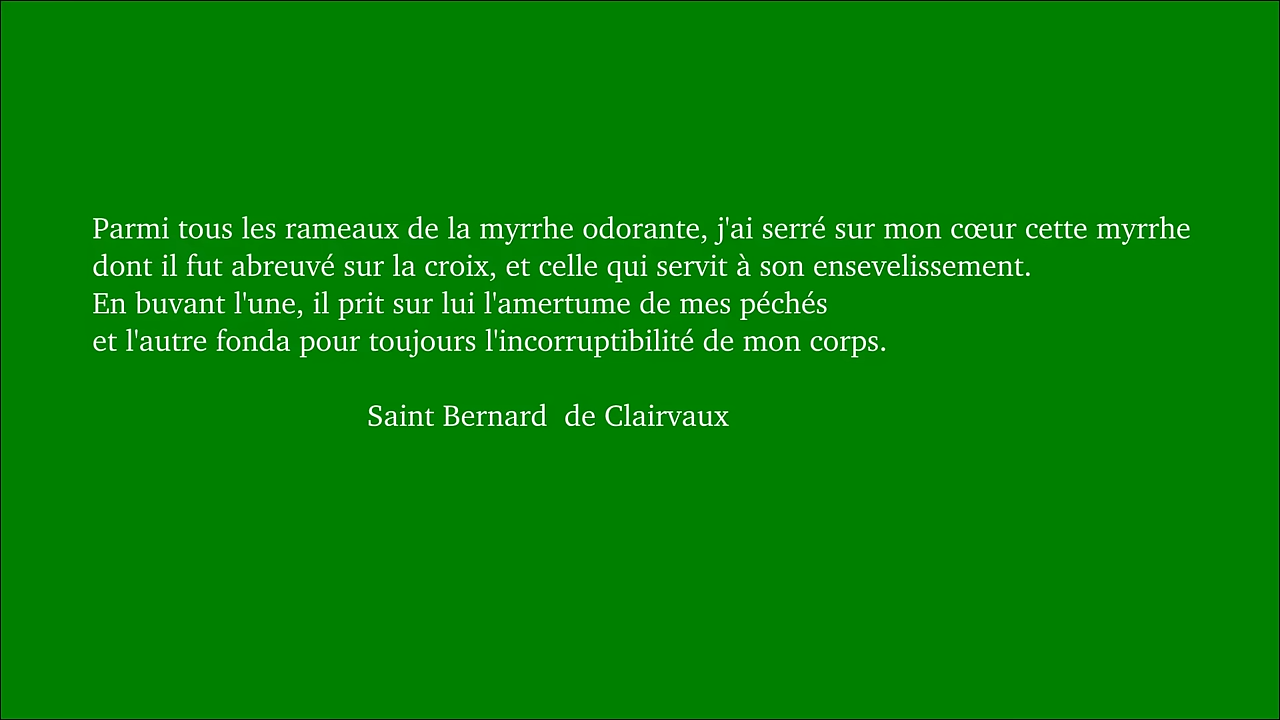 Parmi tous les rameaux de la myrrhe odorante, j'ai serré sur mon cœur cette myrrhe
dont il fut abreuvé sur la croix, et celle qui servit à son ensevelissement.
En buvant l'une, il prit sur lui l'amertume de mes péchés
et l'autre fonda pour toujours l'incorruptibilité de mon corps.
Saint Bernard  de Clairvaux